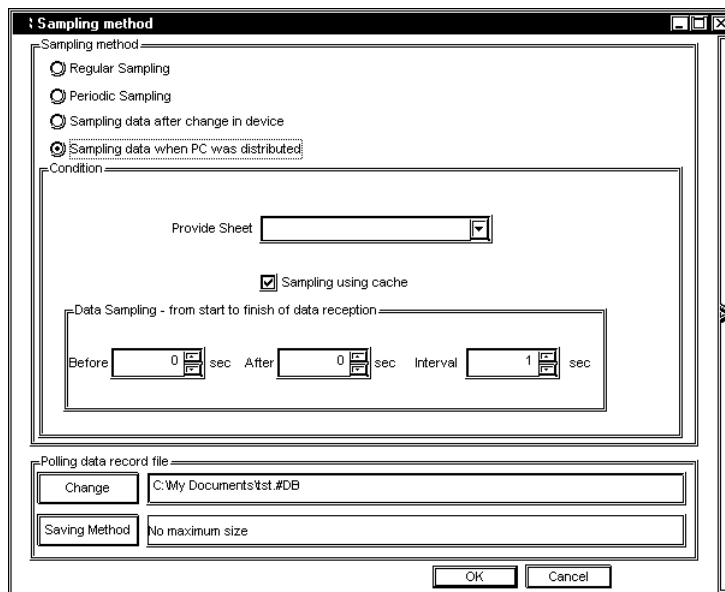 Sampling method
Sampling method
Regular Sampling
Periodic Sampling
Sampling data after change in device
Sampling data when PC was distributed
Condition
Provide Sheet
Sampling using cache
Data Sampling - from start to finish of data reception
Before 0 sec After 0 sec Interval 1 sec
Polling data record file
Change C:\My Documents\tst.#DB
Saving Method No maximum size
OK Cancel